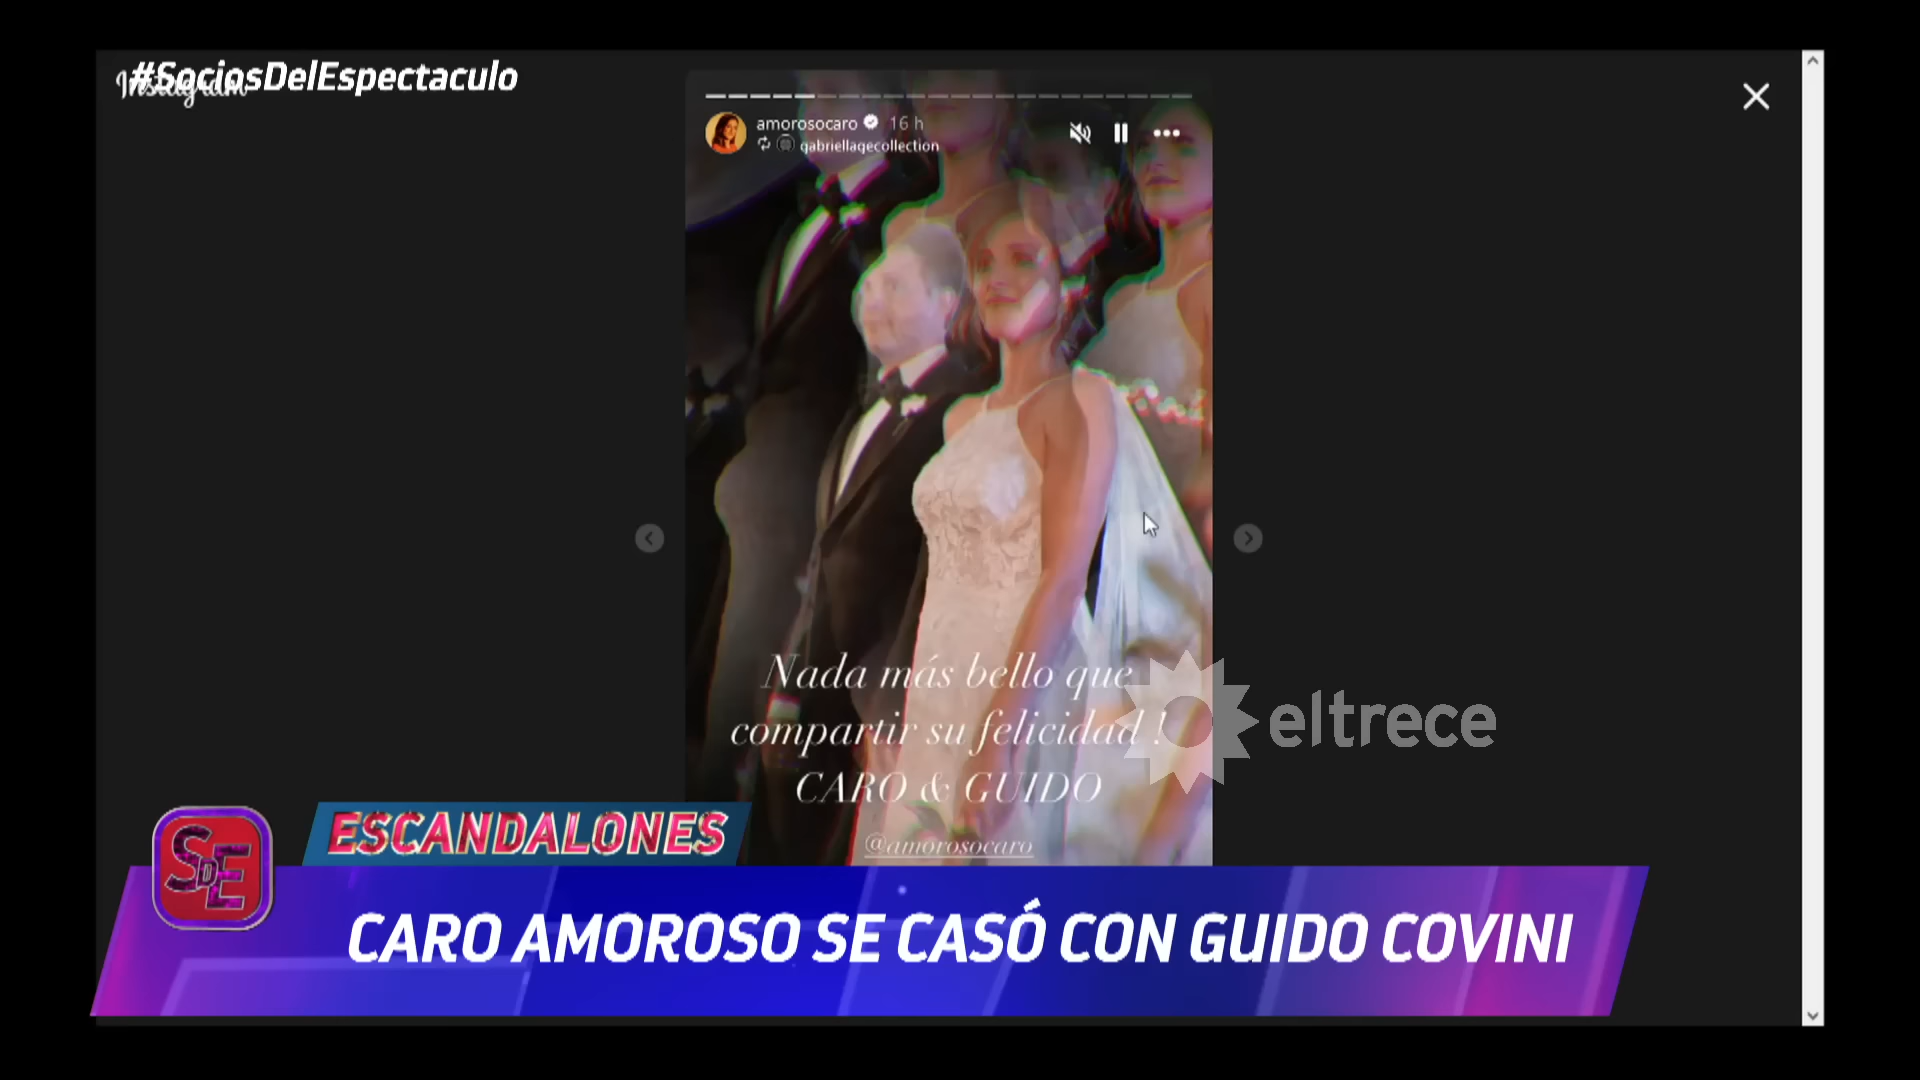 #SociosDelEspectaculo
Instagram
amorosocaro 16 h
gabriellagecollection
Nada más bello que
compartir su felicidad !
CARO & GUIDO
@amorosocaro
eltrece
ESCANDALONES
SDE
CARO AMOROSO SE CASÓ CON GUIDO COVINI